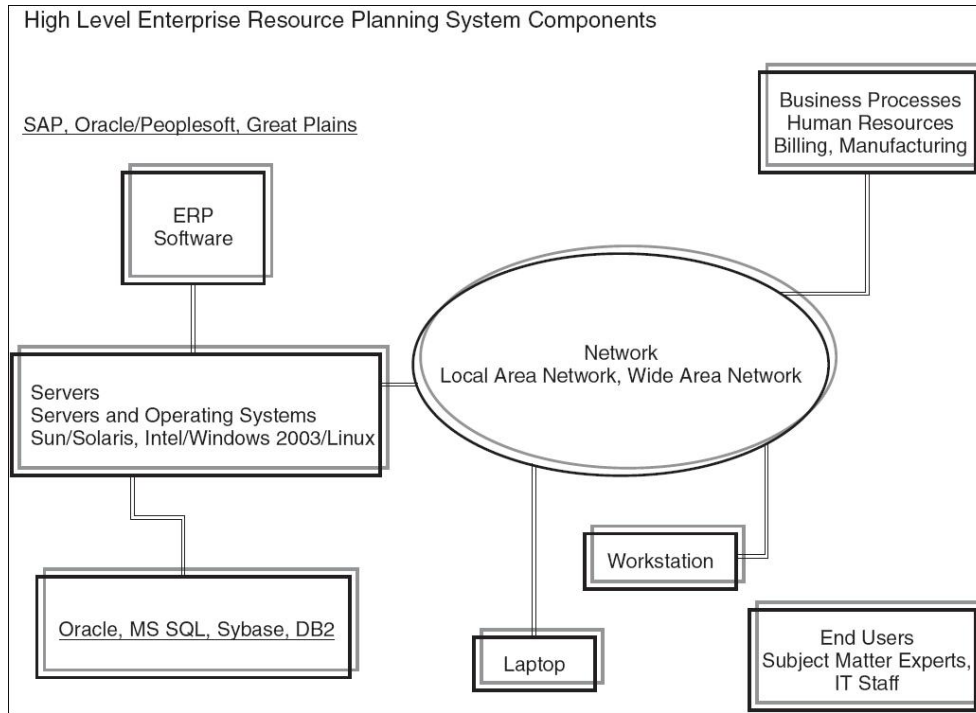 High Level Enterprise Resource Planning System Components
SAP, Oracle/Peoplesoft, Great Plains
Business Processes
Human Resources
Billing, Manufacturing
ERP
Software
Network
Local Area Network, Wide Area Network
Servers
Servers and Operating Systems
Sun/Solaris, Intel/Windows 2003/Linux
Workstation
Oracle, MS SQL, Sybase, DB2
Laptop
End Users
Subject Matter Experts,
IT Staff